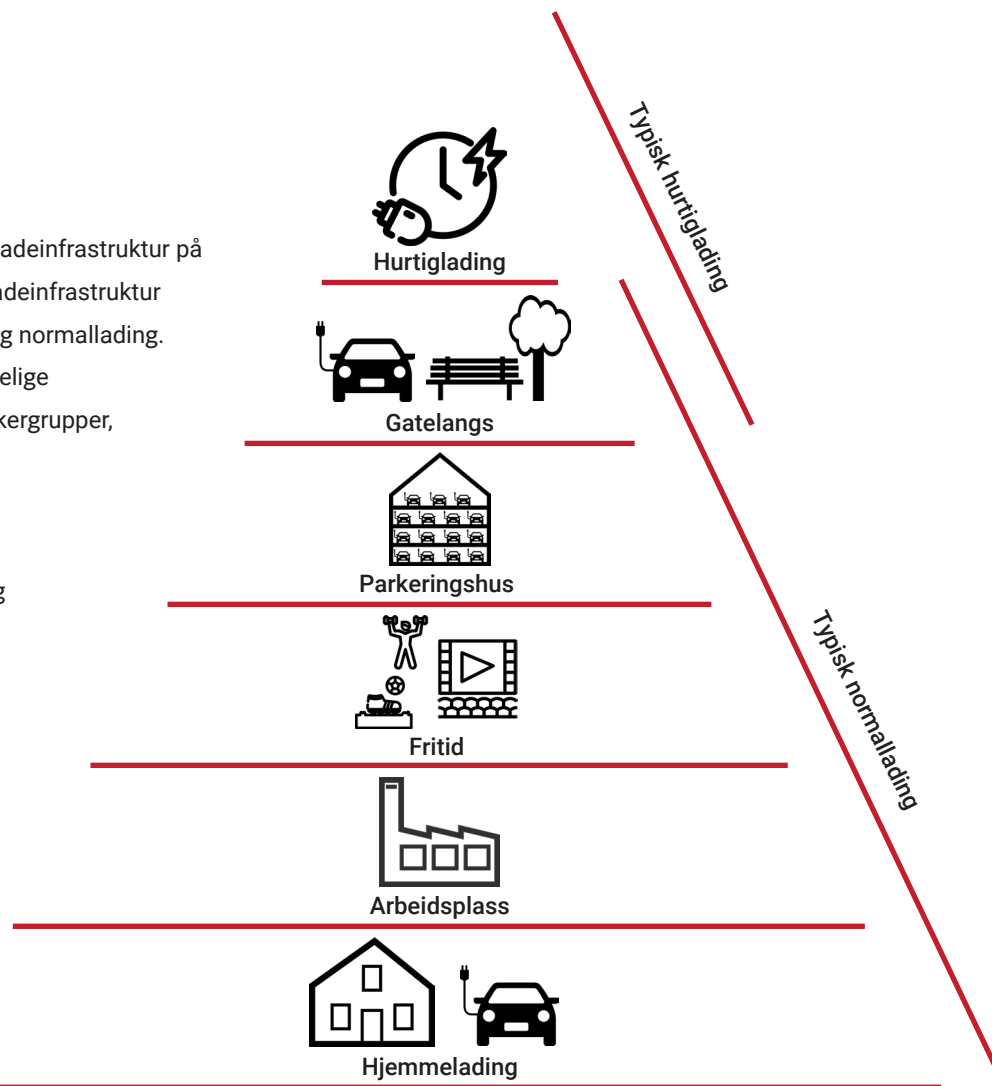 adeinfrastruktur på
adeinfrastruktur
g normallading.
elige
kergrupper,
g
Hurtiglading
Gatelangs
Parkeringshus
Fritid
Arbeidsplass
Hjemmelading
Typisk hurtiglading
Typisk normallading